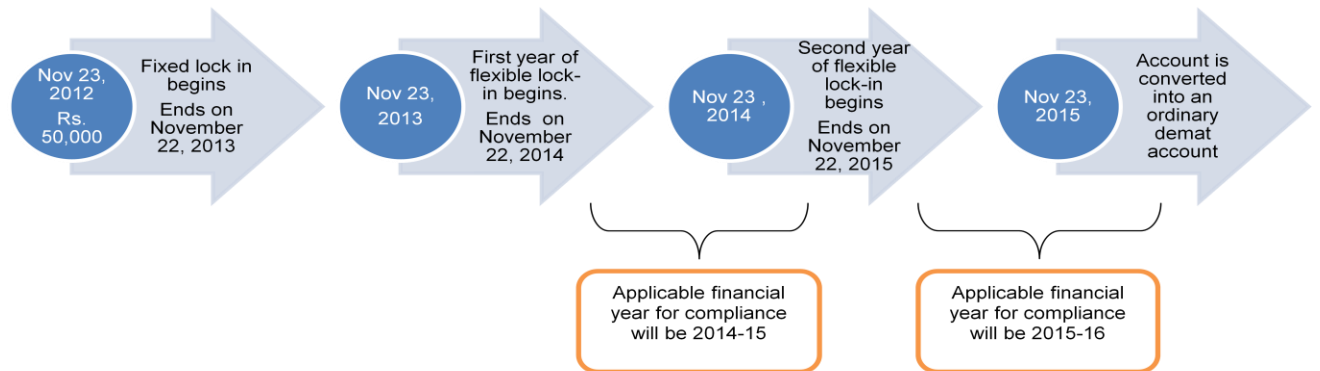 Nov 23,
2012
Rs.
50,000
Fixed lock in
begins
Ends on
November
22, 2013
Nov 23,
2013
First year of
flexible lock-
in begins.
Ends on
November
22, 2014
Nov 23 ,
2014
Second year
of flexible
lock-in
begins
Ends on
November
22, 2015
Nov 23,
2015
Account is
converted
into an
ordinary
demat
account
Applicable financial
year for compliance
will be 2014-15
Applicable financial
year for compliance
will be 2015-16